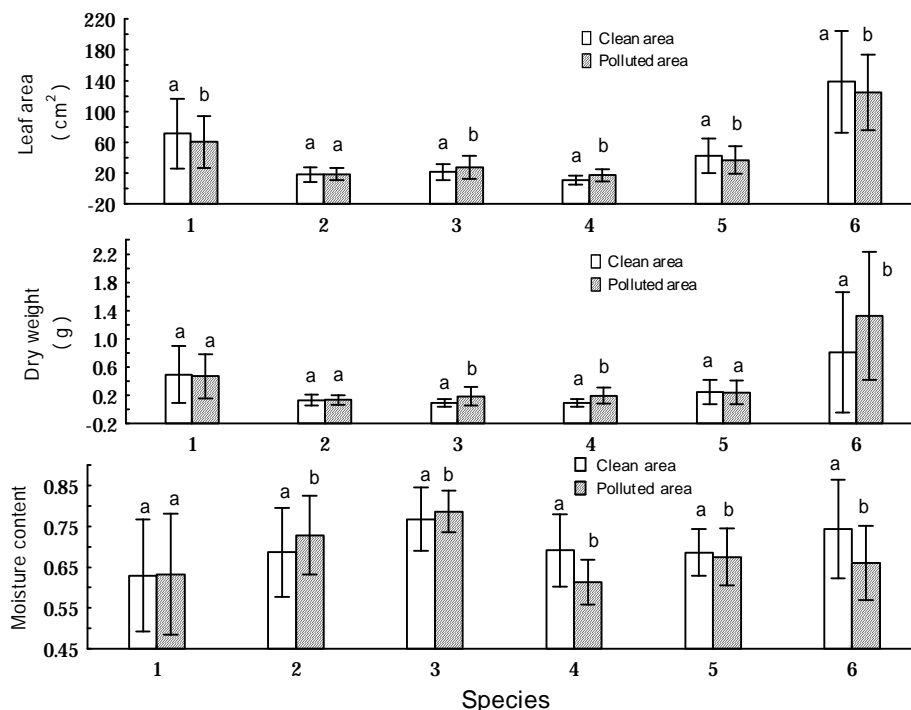 220
180
140
100
60
20
-20
Leaf area
( cm²)
Clean area
Polluted area
a b a a a b a b a b a b
1 2 3 4 5 6
2.2
1.8
1.4
1.0
0.6
0.2
-0.2
Dry weight
( g)
Clean area
Polluted area
a a a a a b a b a a a b
1 2 3 4 5 6
0.85
0.75
0.65
0.55
0.45
Moisture content
Clean area
Polluted area
a a a b a b a b a b a b
1 2 3 4 5 6
Species